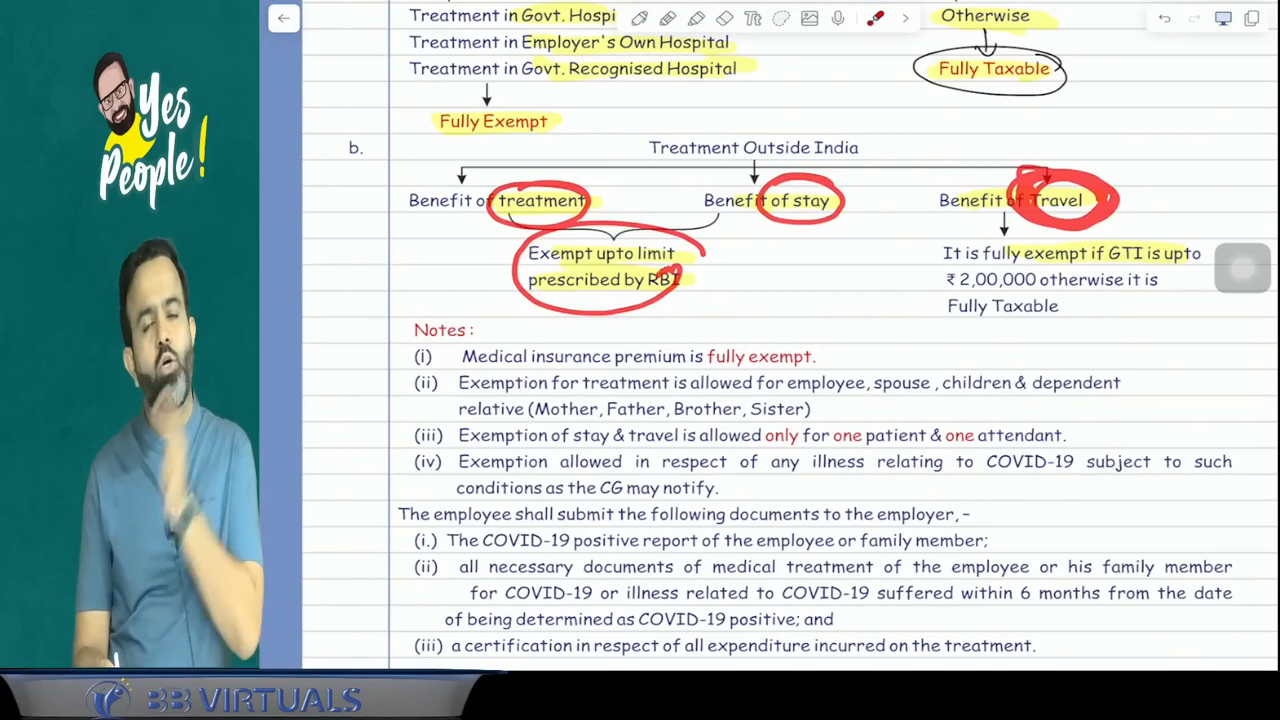 Yes
People!
Treatment in Govt. Hospi
Otherwise
Treatment in Employer's Own Hospital
Treatment in Govt. Recognised Hospital
Fully Taxable
Fully Exempt
b. Treatment Outside India
Benefit of treatment Benefit of stay Benefit of Travel
Exempt upto limit
prescribed by RBI
It is fully exempt if GTI is upto
₹ 2,00,000 otherwise it is
Fully Taxable
Notes :
(i) Medical insurance premium is fully exempt.
(ii) Exemption for treatment is allowed for employee, spouse , children & dependent
relative (Mother, Father, Brother, Sister)
(iii) Exemption of stay & travel is allowed only for one patient & one attendant.
(iv) Exemption allowed in respect of any illness relating to COVID-19 subject to such
conditions as the CG may notify.
The employee shall submit the following documents to the employer, –
(i.) The COVID-19 positive report of the employee or family member;
(ii) all necessary documents of medical treatment of the employee or his family member
for COVID-19 or illness related to COVID-19 suffered within 6 months from the date
of being determined as COVID-19 positive; and
(iii) a certification in respect of all expenditure incurred on the treatment.
BB VIRTUALS